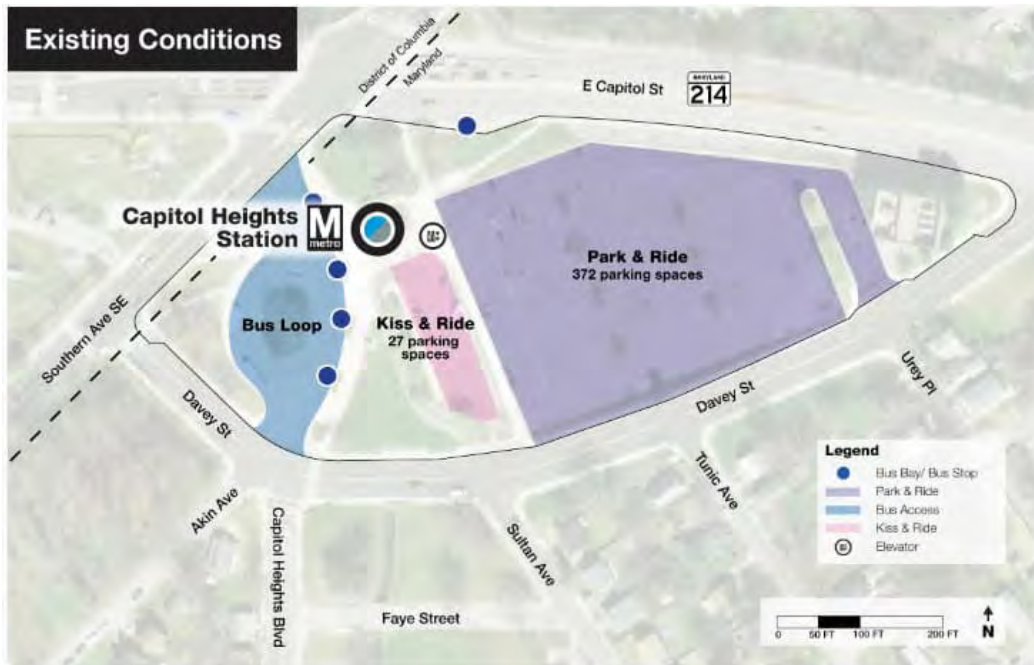 Existing Conditions
District of Columbia
Maryland
E Capitol St
MARYLAND
214
Capitol Heights
Station
M
metro
Park & Ride
372 parking spaces
Bus Loop
Kiss & Ride
27 parking
spaces
Southern Ave SE
Davey St
Davey St
Urey Pl
Akin Ave
Capitol Heights Blvd
Sultan Ave
Tunic Ave
Faye Street
Legend
Bus Bay/ Bus Stop
Park & Ride
Bus Access
Kiss & Ride
Elevator
0 50 FT 100 FT 200 FT
N